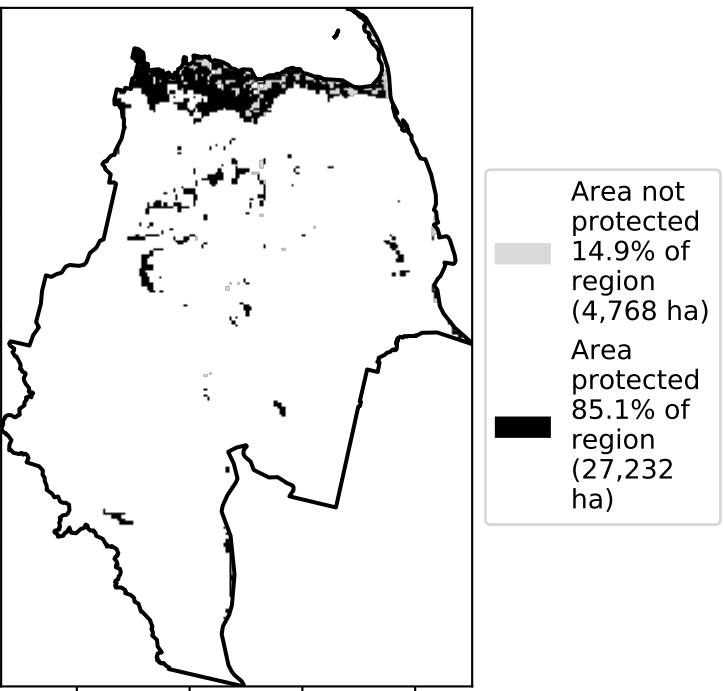 Area not
protected
14.9% of
region
(4,768 ha)
Area
protected
85.1% of
region
(27,232
ha)